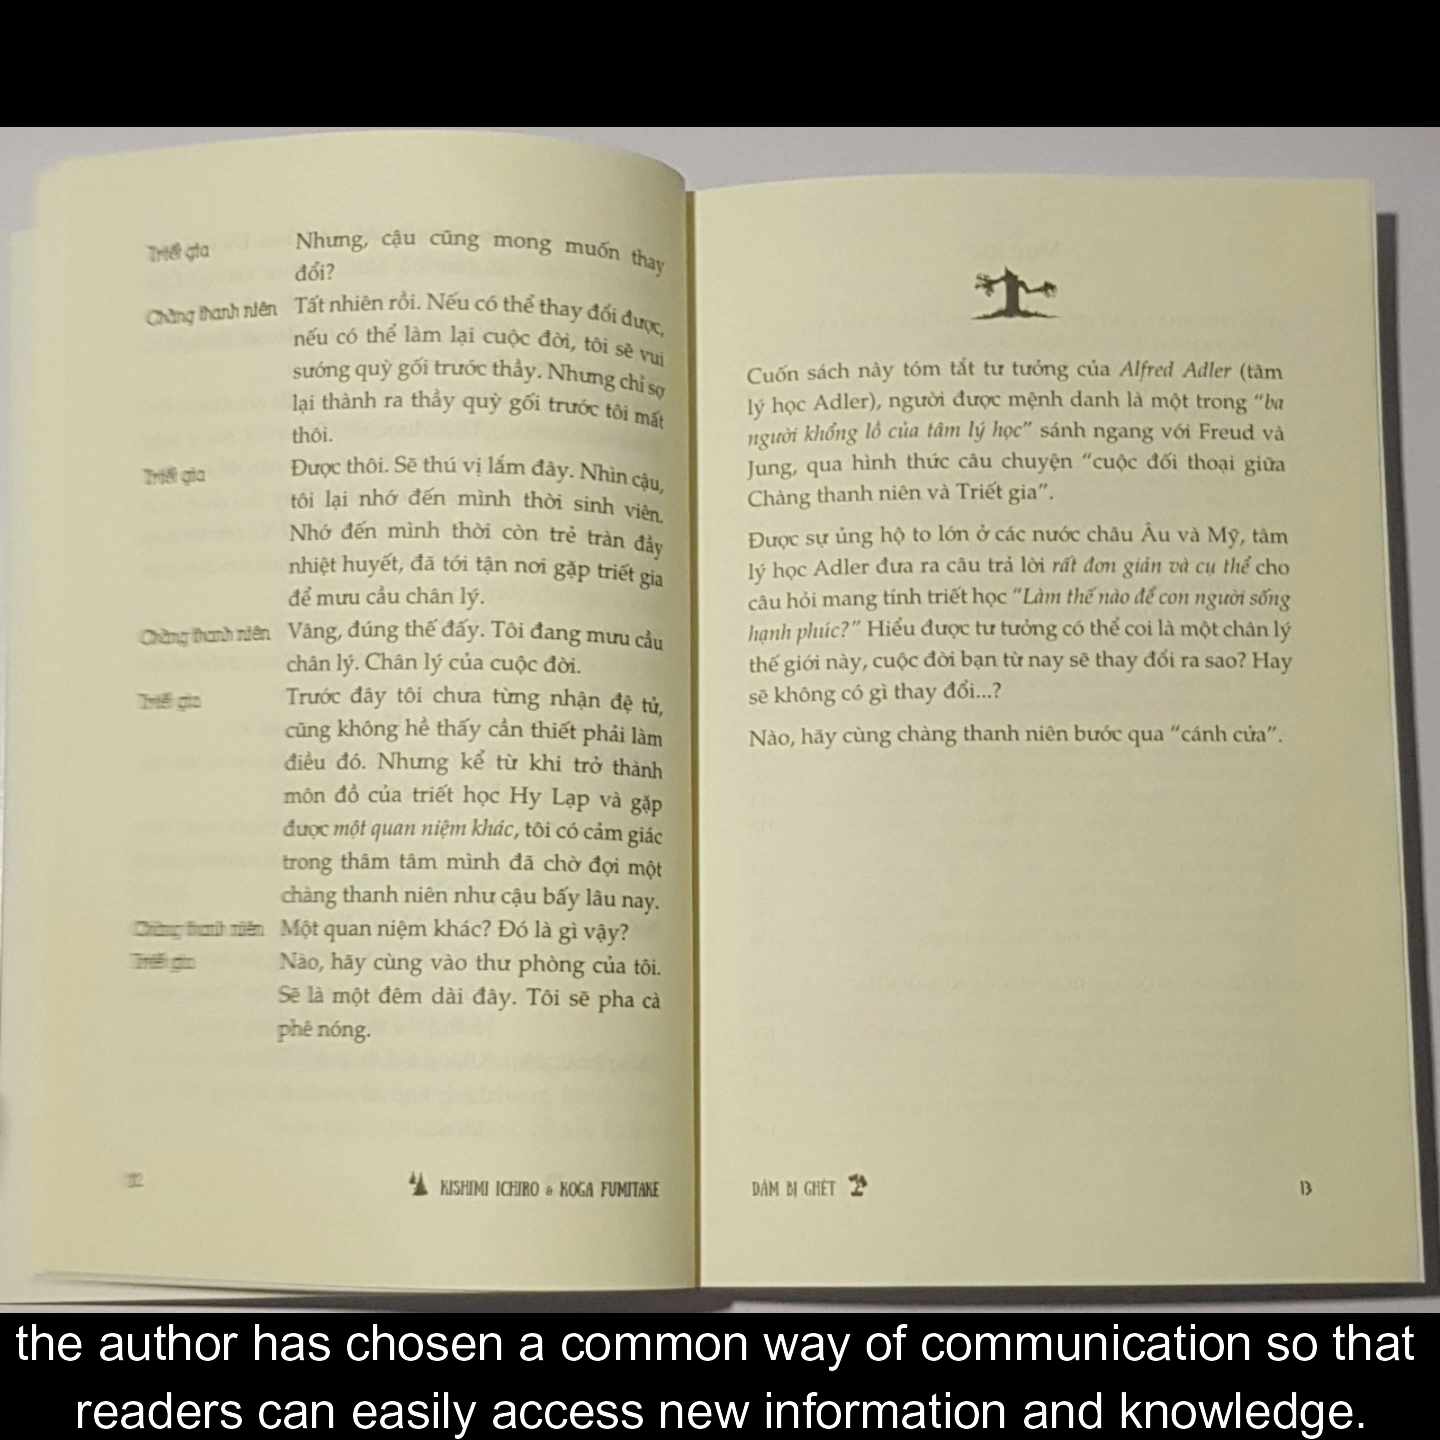 Triết gia Nhưng, cậu cũng mong muốn thay
đổi?
Chàng thanh niên Tất nhiên rồi. Nếu có thể thay đổi được,
nếu có thể làm lại cuộc đời, tôi sẽ vui
sướng quỳ gối trước thầy. Nhưng chỉ sợ
lại thành ra thầy quỳ gối trước tôi mất
thôi.
Triết gia Được thôi. Sẽ thú vị lắm đây. Nhìn cậu,
tôi lại nhớ đến mình thời sinh viên.
Nhớ đến mình thời còn trẻ tràn đầy
nhiệt huyết, đã tới tận nơi gặp triết gia
để mưu cầu chân lý.
Chàng thanh niên Vâng, đúng thế đấy. Tôi đang mưu cầu
chân lý. Chân lý của cuộc đời.
Triết gia Trước đây tôi chưa từng nhận đệ tử,
cũng không hề thấy cần thiết phải làm
điều đó. Nhưng kể từ khi trở thành
môn đồ của triết học Hy Lạp và gặp
được một quan niệm khác, tôi có cảm giác
trong thâm tâm mình đã chờ đợi một
chàng thanh niên như cậu bấy lâu nay.
Chàng thanh niên Một quan niệm khác? Đó là gì vậy?
Triết gia Nào, hãy cùng vào thư phòng của tôi.
Sẽ là một đêm dài đây. Tôi sẽ pha cà
phê nóng.
12 KISHIMI ICHIRO & KOGA FUMITAKE
Cuốn sách này tóm tắt tư tưởng của Alfred Adler (tâm
lý học Adler), người được mệnh danh là một trong "ba
người khổng lồ của tâm lý học" sánh ngang với Freud và
Jung, qua hình thức câu chuyện "cuộc đối thoại giữa
Chàng thanh niên và Triết gia".
Được sự ủng hộ to lớn ở các nước châu Âu và Mỹ, tâm
lý học Adler đưa ra câu trả lời rất đơn giản và cụ thể cho
câu hỏi mang tính triết học "Làm thế nào để con người sống
hạnh phúc?" Hiểu được tư tưởng có thể coi là một chân lý
thế giới này, cuộc đời bạn từ nay sẽ thay đổi ra sao? Hay
sẽ không có gì thay đổi...?
Nào, hãy cùng chàng thanh niên bước qua "cánh cửa".
DÁM BỊ GHÉT 13
the author has chosen a common way of communication so that
readers can easily access new information and knowledge.